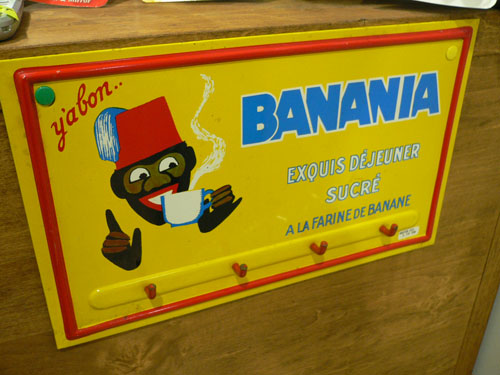 y'a bon..
BANANIA
EXQUIS DÉJEUNER
SUCRÉ
A LA FARINE DE BANANE